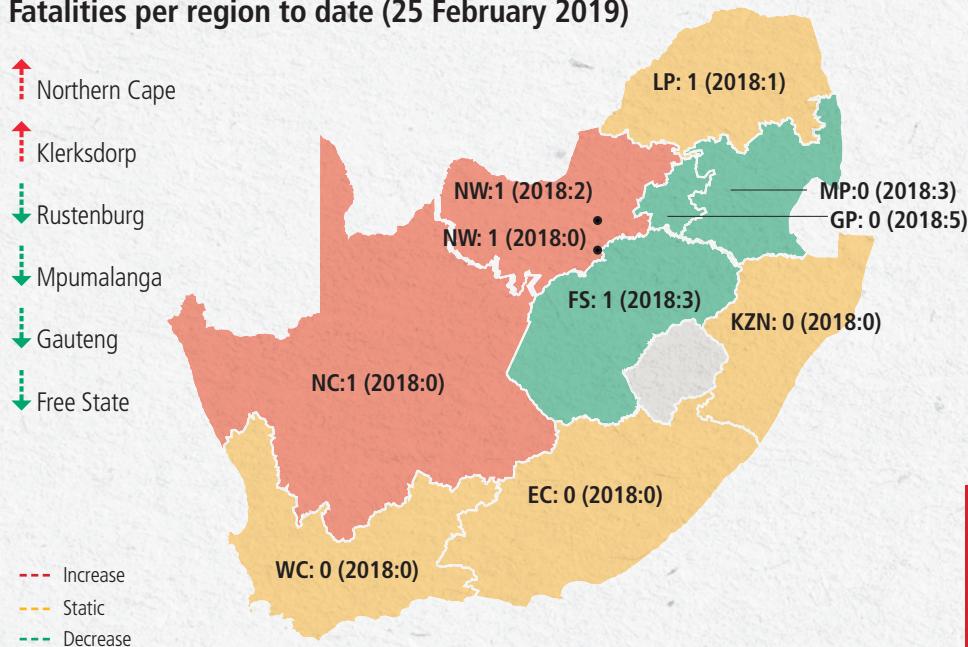 Fatalities per region to date (25 February 2019)
Northern Cape
Klerksdorp
Rustenburg
Mpumalanga
Gauteng
Free State
LP: 1 (2018:1)
NW:1 (2018:2)
MP:0 (2018:3)
GP: 0 (2018:5)
NW: 1 (2018:0)
FS: 1 (2018:3)
KZN: 0 (2018:0)
NC:1 (2018:0)
EC: 0 (2018:0)
WC: 0 (2018:0)
Increase
Static
Decrease